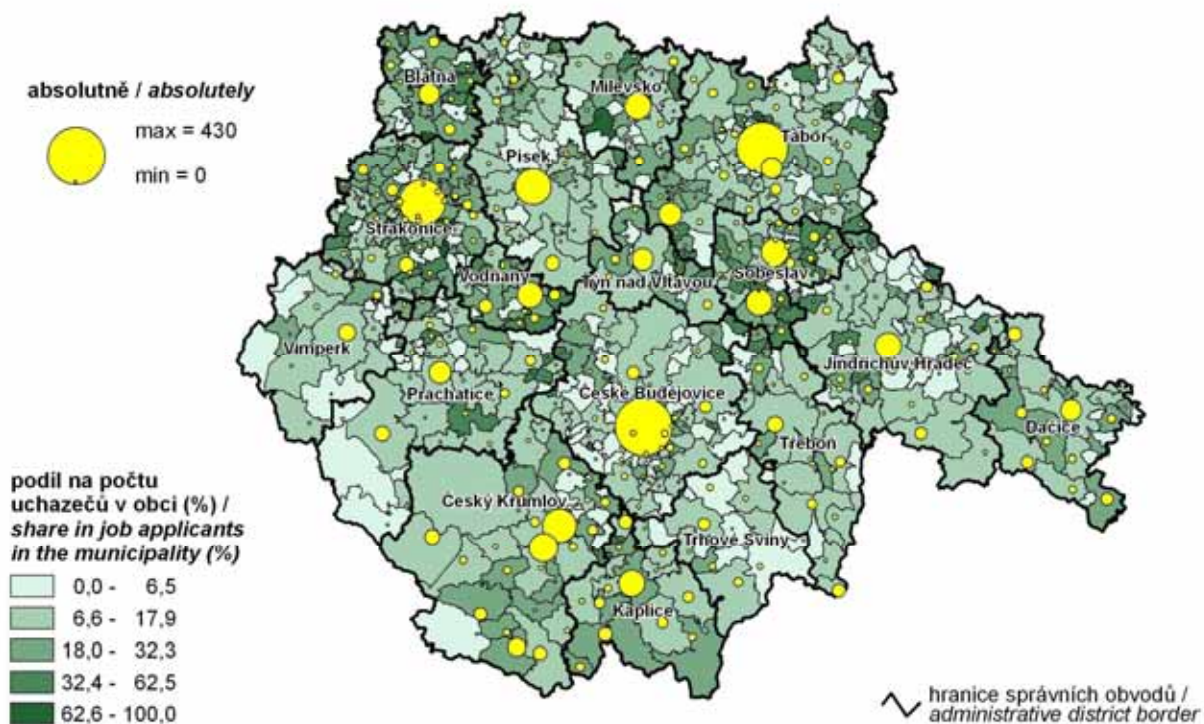 absolutně / absolutely
max = 430
min = 0
Blatná
Milevsko
Tábor
Písek
Strakonice
Vodňany
Týn nad Vltavou
Soběslav
Vimperk
Prachatice
České Budějovice
Jindřichův Hradec
Dačice
Třeboň
Český Krumlov
Trhové Sviny
Kaplice
podíl na počtu
uchazečů v obci (%) /
share in job applicants
in the municipality (%)
0,0 - 6,5
6,6 - 17,9
18,0 - 32,3
32,4 - 62,5
62,6 - 100,0
hranice správních obvodů /
administrative district border